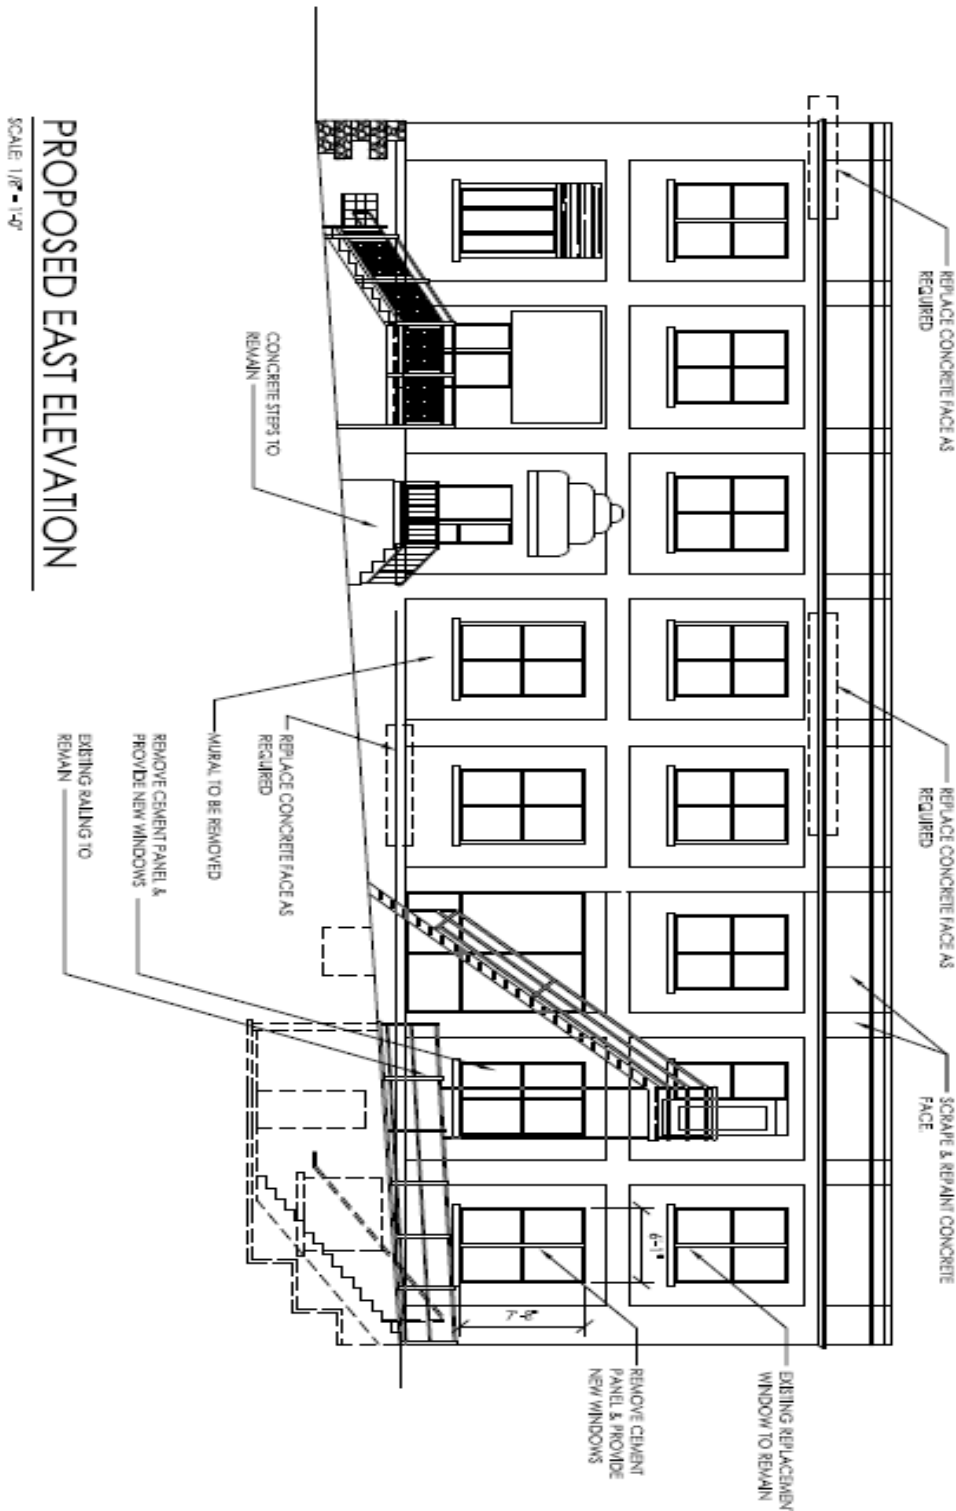 REPLACE CONCRETE FACE AS
REQUIRED
REPLACE CONCRETE FACE AS
REQUIRED
SCRAPE & REPAINT CONCRETE
FACE.
EXISTING REPLACEMENT
WINDOW TO REMAIN
6'-1"
REMOVE CEMENT
PANEL & PROVIDE
NEW WINDOWS
CONCRETE STEPS TO
REMAIN
REPLACE CONCRETE FACE AS
REQUIRED
MURAL TO BE REMOVED
REMOVE CEMENT PANEL &
PROVIDE NEW WINDOWS
EXISTING RAILING TO
REMAIN
PROPOSED EAST ELEVATION
SCALE: 1/8" = 1'-0"